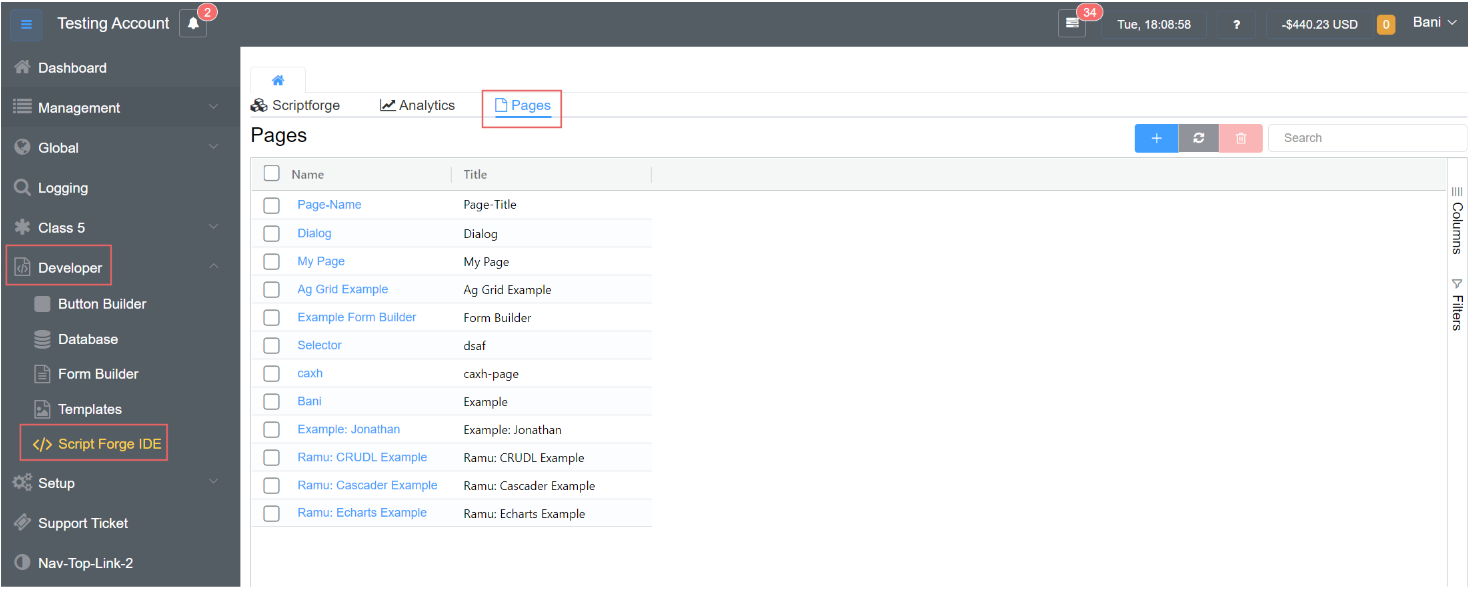 Testing Account 2 34 Tue, 18:08:58 ? -$440.23 USD 0 Bani
Dashboard
Management
Global
Logging
Class 5
Developer
Button Builder
Database
Form Builder
Templates
</> Script Forge IDE
Setup
Support Ticket
Nav-Top-Link-2
Scriptforge Analytics Pages
Pages
+ Search
Name Title
Page-Name Page-Title
Dialog Dialog
My Page My Page
Ag Grid Example Ag Grid Example
Example Form Builder Form Builder
Selector dsaf
caxh caxh-page
Bani Example
Example: Jonathan Example: Jonathan
Ramu: CRUDL Example Ramu: CRUDL Example
Ramu: Cascader Example Ramu: Cascader Example
Ramu: Echarts Example Ramu: Echarts Example
Columns
Filters